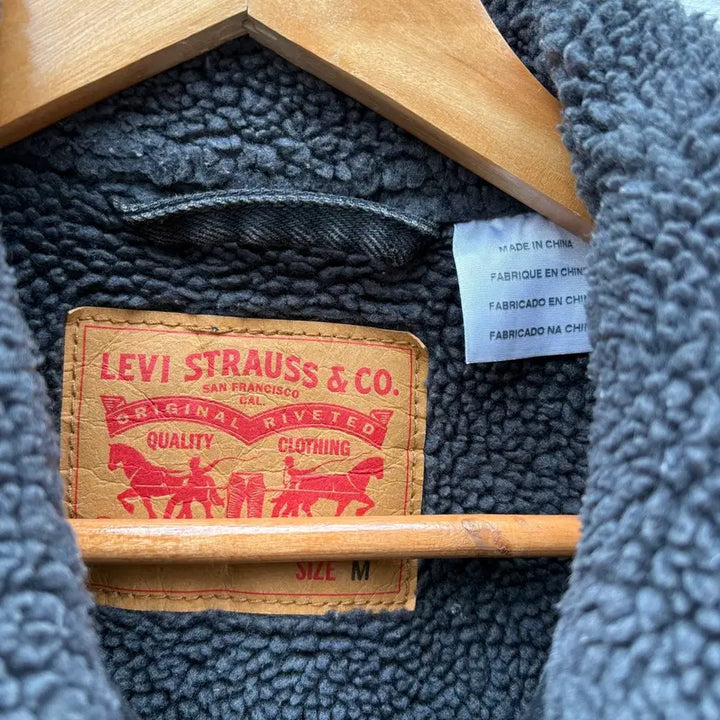 LEVI STRAUSS & CO.
SAN FRANCISCO
CAL.
ORIGINAL RIVETED
QUALITY CLOTHING
SIZE M
MADE IN CHINA
FABRIQUE EN CHINE
FABRICADO EN
FABRICADO NA